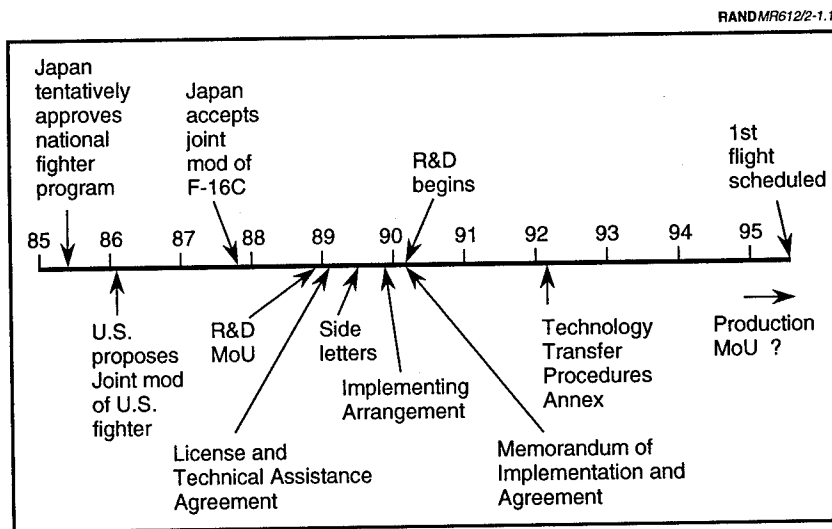 RANDMR612/2-1.1
Japan
tentatively
approves
national
fighter
program
Japan
accepts
joint
mod of
F-16C
R&D
begins
1st
flight
scheduled
85 86 87 88 89 90 91 92 93 94 95
U.S.
proposes
Joint mod
of U.S.
fighter
R&D
MoU
Side
letters
Technology
Transfer
Procedures
Annex
Production
MoU ?
Implementing
Arrangement
License and
Technical Assistance
Agreement
Memorandum of
Implementation and
Agreement